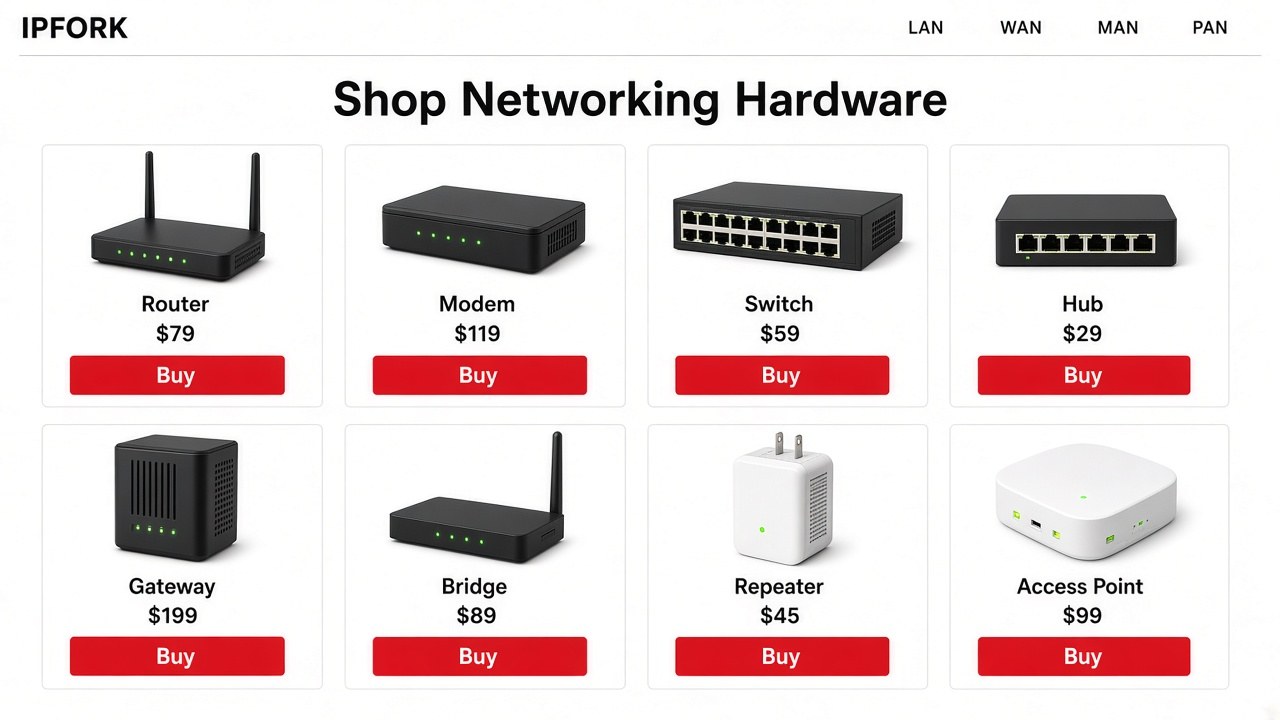 IPFORK
LAN WAN MAN PAN
Shop Networking Hardware
Router
$79
Buy
Modem
$119
Buy
Switch
$59
Buy
Hub
$29
Buy
Gateway
$199
Buy
Bridge
$89
Buy
Repeater
$45
Buy
Access Point
$99
Buy